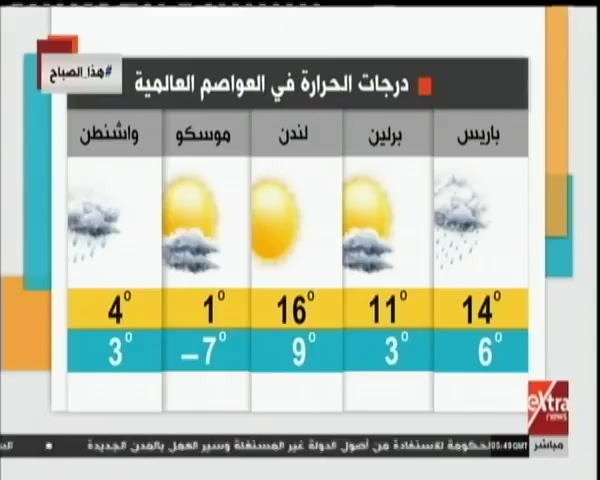 #هذا_الصباح
درجات الحرارة في العواصم العالمية
باريس برلين لندن موسكو واشنطن
14° 11° 16° 1° 4°
6° 3° 9° –7° 3°
eXtra news
مباشر
05:49 GMT
لحكومة للاستفادة من أصول الدولة غير المستغلة وسير العمل بالمدن الجديدة